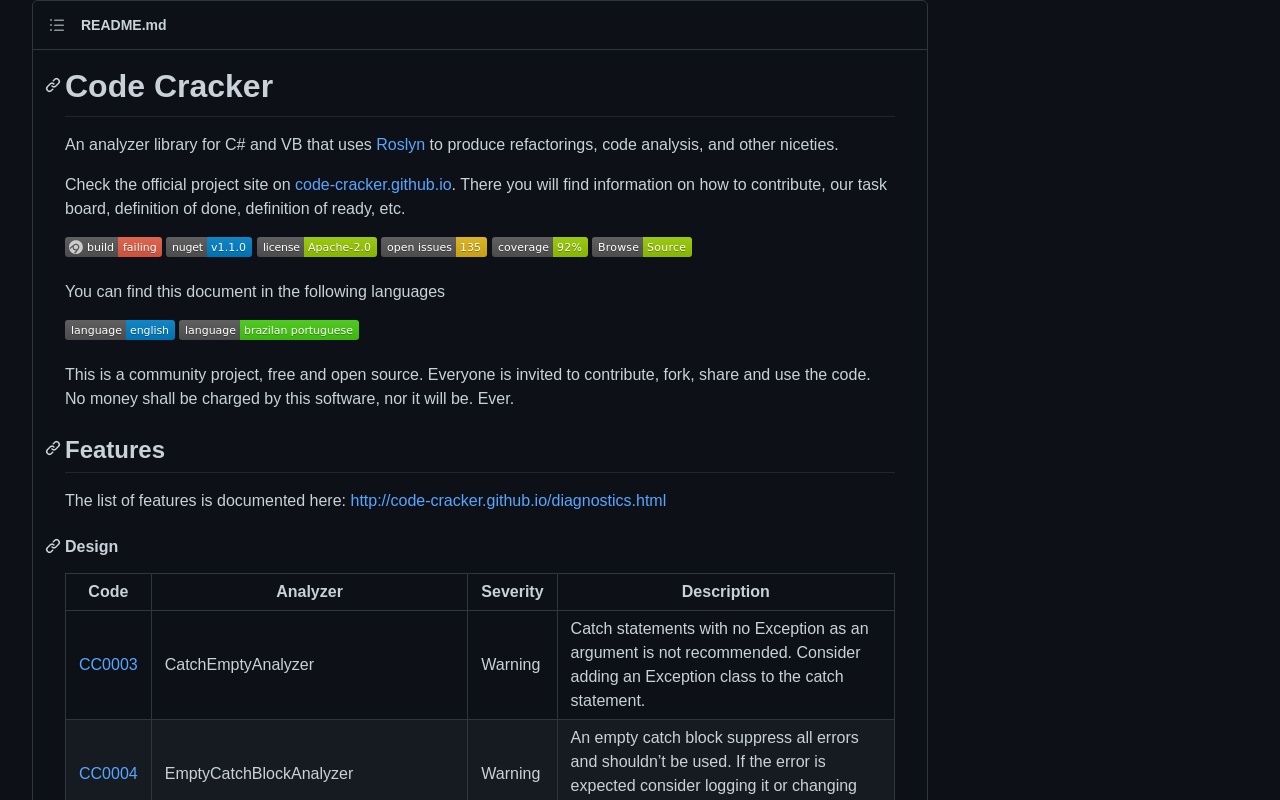 README.md
Code Cracker
An analyzer library for C# and VB that uses Roslyn to produce refactorings, code analysis, and other niceties.
Check the official project site on code-cracker.github.io. There you will find information on how to contribute, our task
board, definition of done, definition of ready, etc.
build failing nuget v1.1.0 license Apache-2.0 open issues 135 coverage 92% Browse Source
You can find this document in the following languages
language english language brazilan portuguese
This is a community project, free and open source. Everyone is invited to contribute, fork, share and use the code.
No money shall be charged by this software, nor it will be. Ever.
Features
The list of features is documented here: http://code-cracker.github.io/diagnostics.html
Design
Code Analyzer Severity Description
CC0003 CatchEmptyAnalyzer Warning Catch statements with no Exception as an
argument is not recommended. Consider
adding an Exception class to the catch
statement.
CC0004 EmptyCatchBlockAnalyzer Warning An empty catch block suppress all errors
and shouldn't be used. If the error is
expected consider logging it or changing